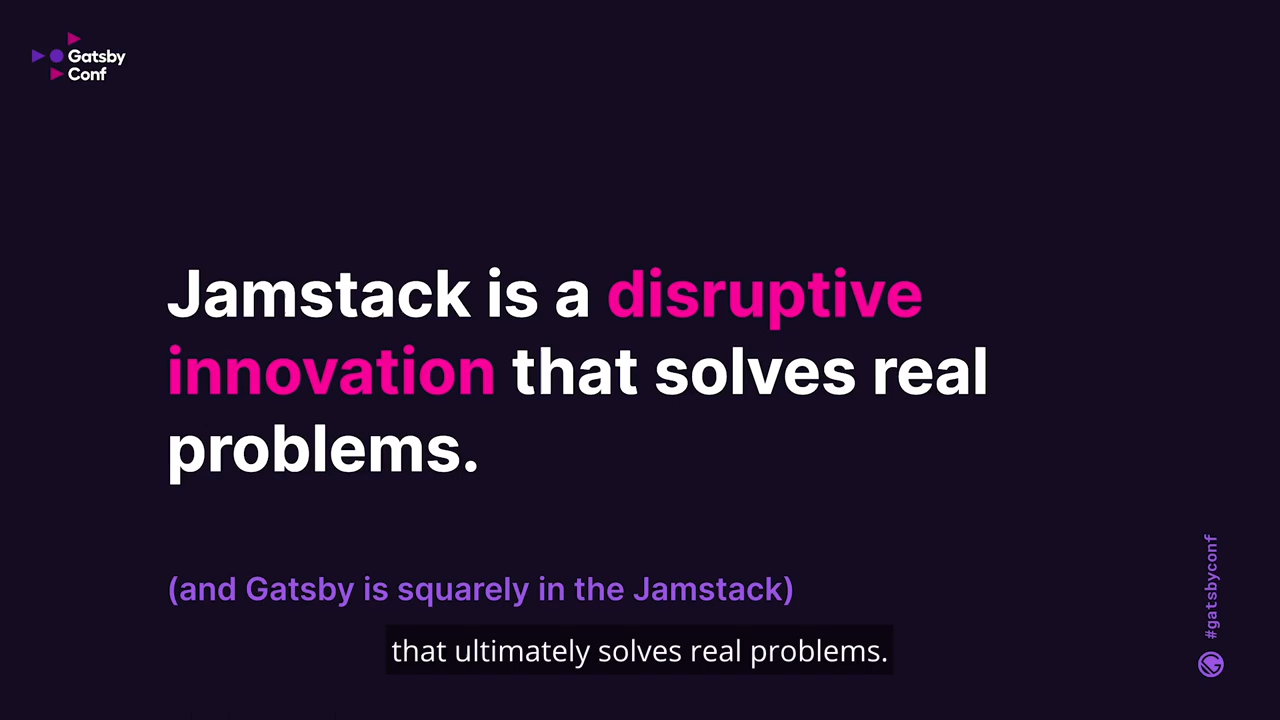 Gatsby
Conf
Jamstack is a disruptive
innovation that solves real
problems.
(and Gatsby is squarely in the Jamstack)
that ultimately solves real problems.
#gatsbyconf